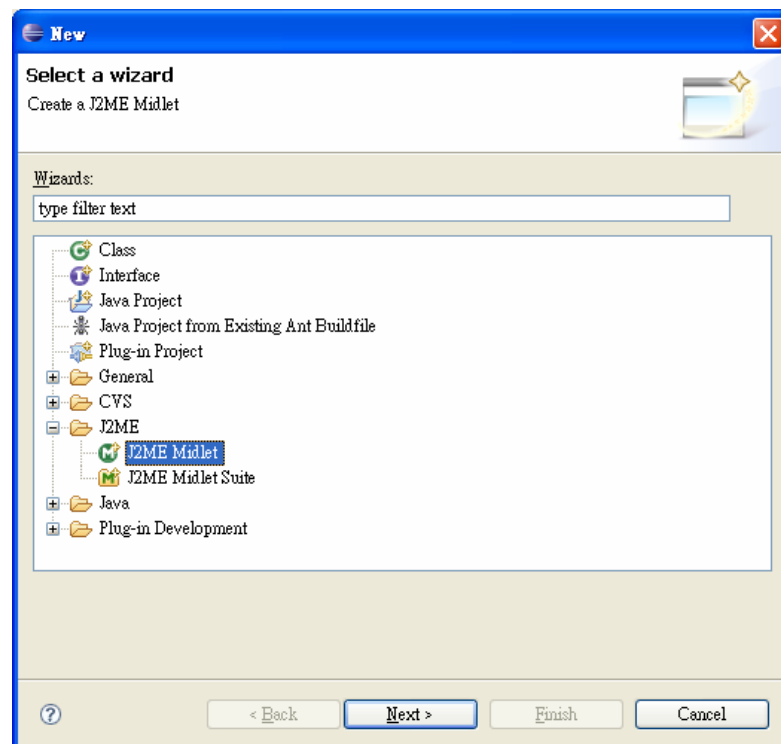 New
Select a wizard
Create a J2ME Midlet
Wizards:
type filter text
Class
Interface
Java Project
Java Project from Existing Ant Buildfile
Plug-in Project
General
CVS
J2ME
J2ME Midlet
J2ME Midlet Suite
Java
Plug-in Development
< Back Next > Finish Cancel